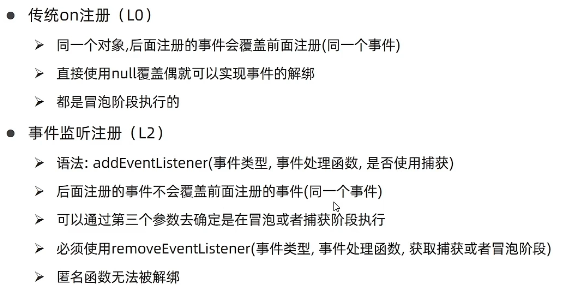 传统on注册（L0）
同一个对象,后面注册的事件会覆盖前面注册(同一个事件)
直接使用null覆盖偶就可以实现事件的解绑
都是冒泡阶段执行的
事件监听注册（L2）
语法: addEventListener(事件类型, 事件处理函数, 是否使用捕获)
后面注册的事件不会覆盖前面注册的事件(同一个事件)
可以通过第三个参数去确定是在冒泡或者捕获阶段执行
必须使用removeEventListener(事件类型, 事件处理函数, 获取捕获或者冒泡阶段)
匿名函数无法被解绑